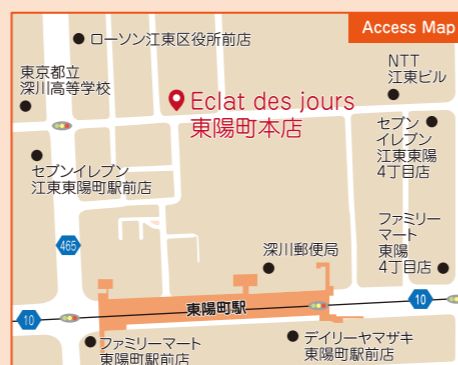 Access Map
ローソン江東区役所前店
東京都立
深川高等学校
NTT
江東ビル
Eclat des jours
東陽町本店
セブン
イレブン
江東東陽
4丁目店
セブンイレブン
江東東陽町駅前店
465
深川郵便局
ファミリー
マート
東陽
4丁目店
東陽町駅
10
10
ファミリーマート
東陽町駅前店
デイリーヤマザキ
東陽町駅前店